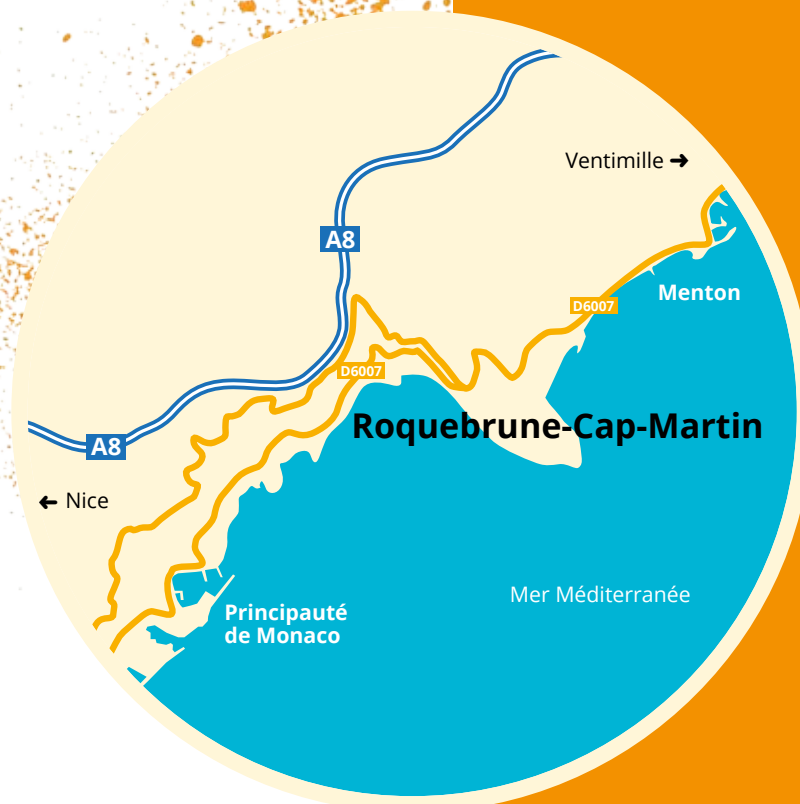 Ventimille ➜
A8
Menton
D6007
D6007
Roquebrune-Cap-Martin
A8
← Nice
Mer Méditerranée
Principauté
de Monaco